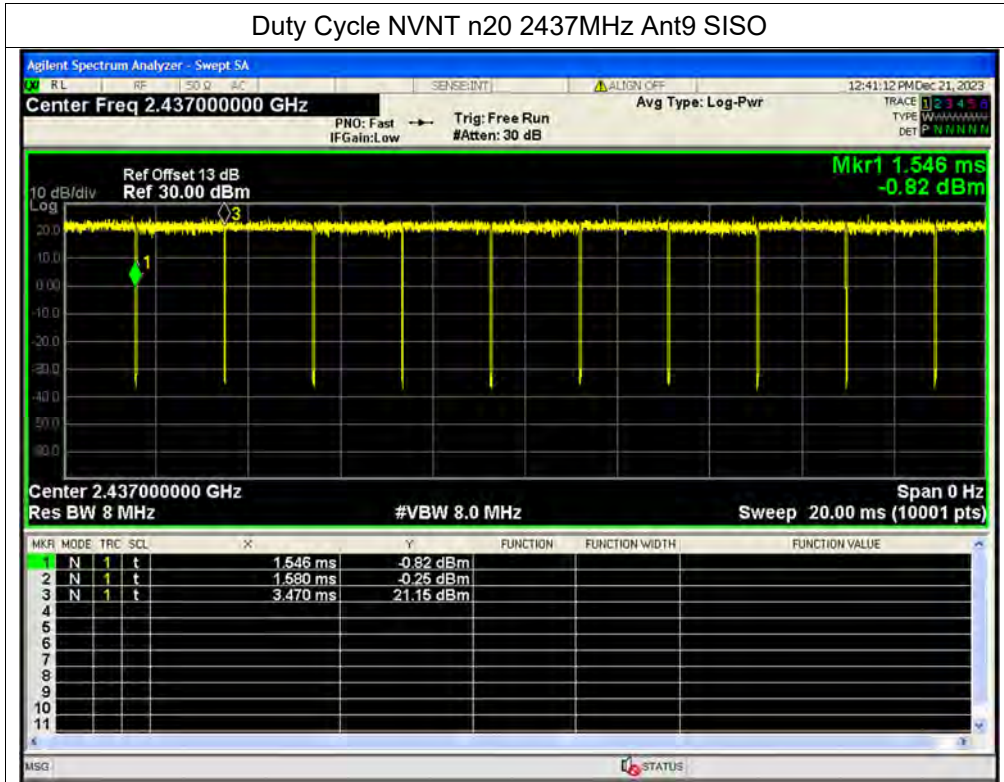 Duty Cycle NVNT n20 2437MHz Ant9 SISO
Agilent Spectrum Analyzer - Swept SA
RL RF 50 Ω AC SENSE:INT ALIGN OFF 12:41:12 PM Dec 21, 2023
Center Freq 2.437000000 GHz Avg Type: Log-Pwr TRACE 1 2 3 4 5 6
PNO: Fast Trig: Free Run TYPE W
IFGain:Low #Atten: 30 dB DET P N N N N N
Mkr1 1.546 ms
Ref Offset 13 dB
10 dB/div Ref 30.00 dBm -0.82 dBm
Log
3
20.0
10.0
1
0.00
-10.0
-20.0
-30.0
-40.0
-50.0
-60.0
Center 2.437000000 GHz Span 0 Hz
Res BW 8 MHz #VBW 8.0 MHz Sweep 20.00 ms (10001 pts)
MKR MODE TRC SCL X Y FUNCTION FUNCTION WIDTH FUNCTION VALUE
1 N 1 t 1.546 ms -0.82 dBm
2 N 1 t 1.580 ms -0.25 dBm
3 N 1 t 3.470 ms 21.15 dBm
4
5
6
7
8
9
10
11
MSG STATUS